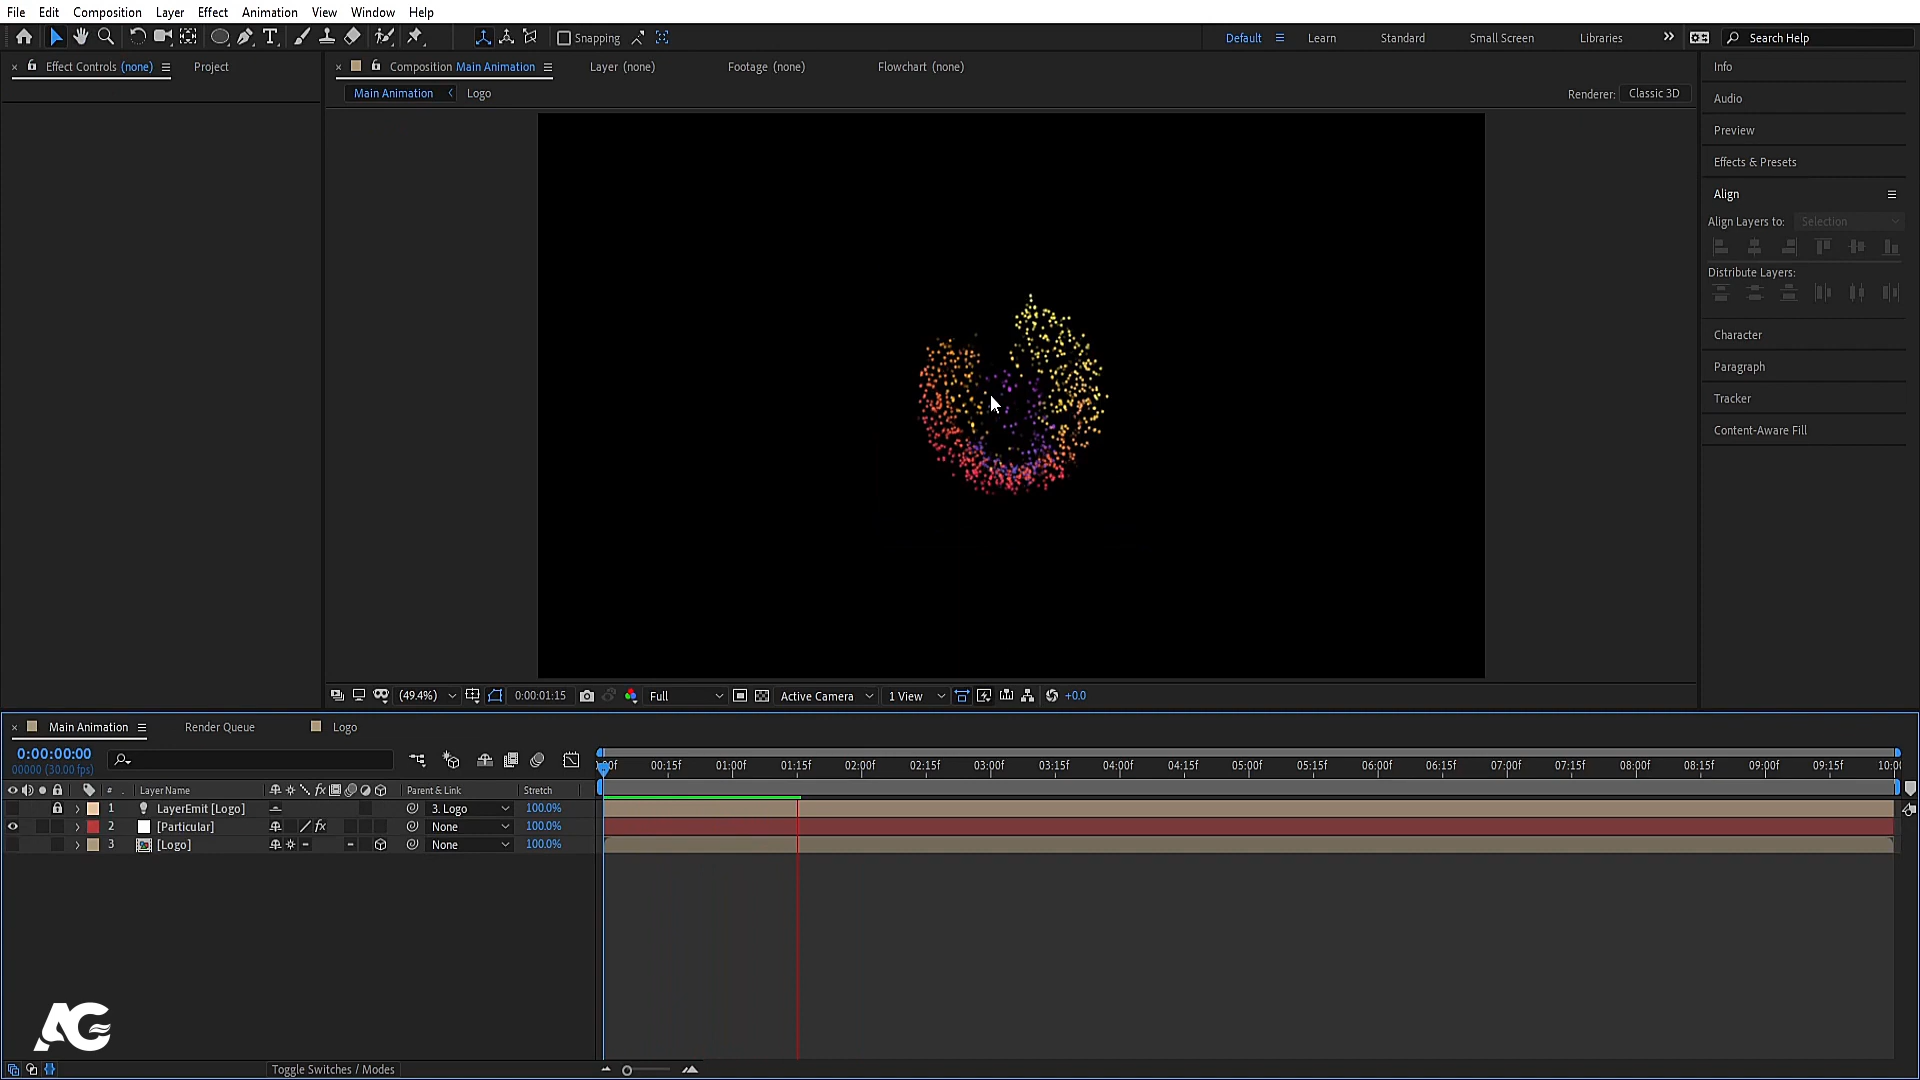 File Edit Composition Layer Effect Animation View Window Help
Snapping
Default Learn Standard Small Screen Libraries Search Help
Effect Controls (none) Project
Composition Main Animation Layer (none) Footage (none) Flowchart (none)
Main Animation Logo
Renderer: Classic 3D
Info
Audio
Preview
Effects & Presets
Align
Align Layers to: Selection
Distribute Layers:
Character
Paragraph
Tracker
Content-Aware Fill
(49.4%) 0:00:01:15 Full Active Camera 1 View +0.0
Main Animation Render Queue Logo
0:00:00:00
00000 (30.00 fps)
00:15f 01:00f 01:15f 02:00f 02:15f 03:00f 03:15f 04:00f 04:15f 05:00f 05:15f 06:00f 06:15f 07:00f 07:15f 08:00f 08:15f 09:00f 09:15f
# Layer Name fx Parent & Link Stretch
1 LayerEmit [Logo] 3. Logo 100.0%
2 [Particular] fx None 100.0%
3 [Logo] None 100.0%
AG
Toggle Switches / Modes